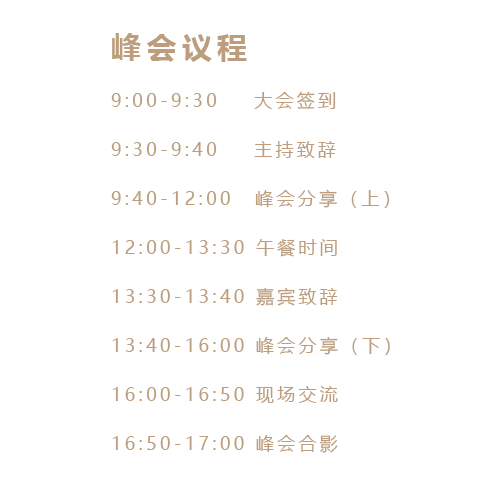 峰会议程
9:00-9:30 大会签到
9:30-9:40 主持致辞
9:40-12:00 峰会分享（上）
12:00-13:30 午餐时间
13:30-13:40 嘉宾致辞
13:40-16:00 峰会分享（下）
16:00-16:50 现场交流
16:50-17:00 峰会合影